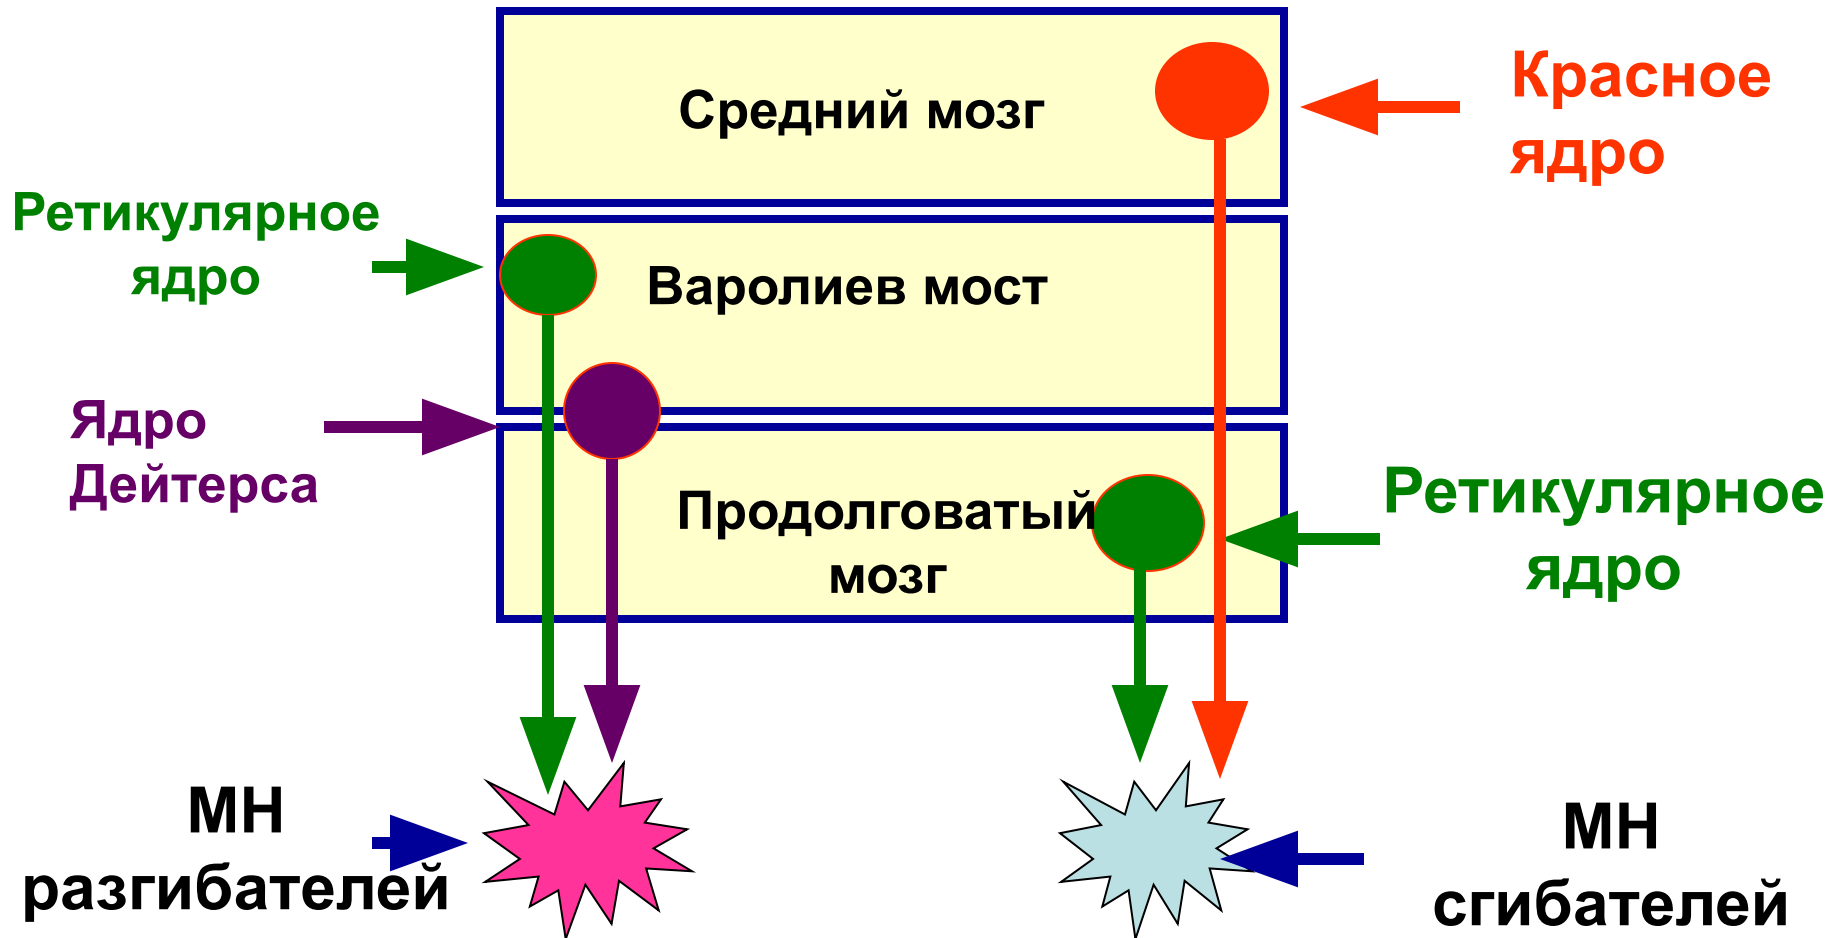 Средний мозг
Красное
ядро
Ретикулярное
ядро
Варолиев мост
Ядро
Дейтерса
Продолговатый
мозг
Ретикулярное
ядро
МН
разгибателей
МН
сгибателей